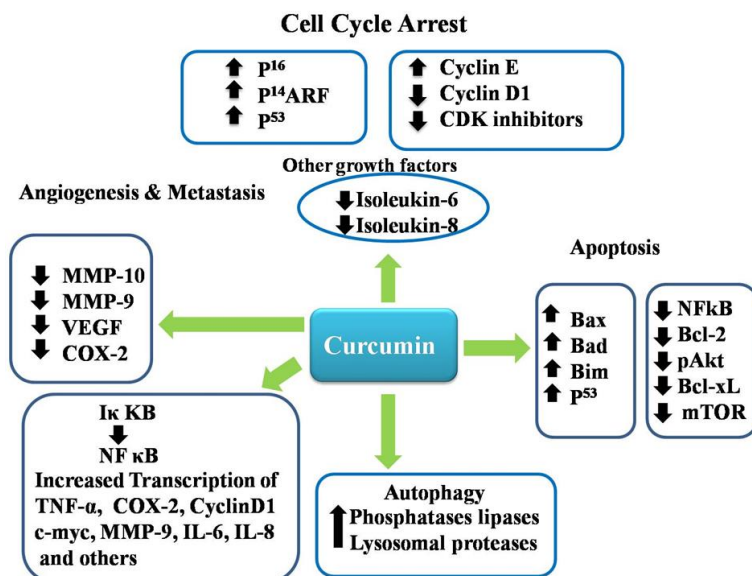 Cell Cycle Arrest
P¹⁶
P¹⁴ARF
P⁵³
Cyclin E
Cyclin D1
CDK inhibitors
Other growth factors
Isoleukin-6
Isoleukin-8
Angiogenesis & Metastasis
MMP-10
MMP-9
VEGF
COX-2
Curcumin
Apoptosis
Bax
Bad
Bim
P⁵³
NFkB
Bcl-2
pAkt
Bcl-xL
mTOR
Iκ KB
NF κB
Increased Transcription of
TNF-α, COX-2, CyclinD1
c-myc, MMP-9, IL-6, IL-8
and others
Autophagy
Phosphatases lipases
Lysosomal proteases